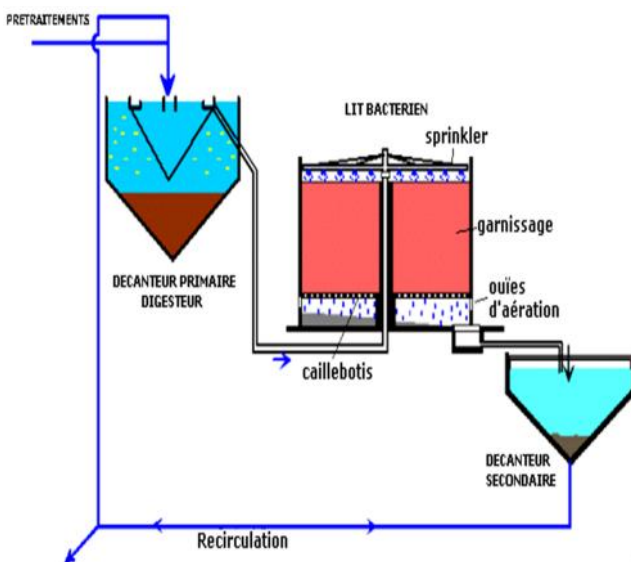 PRETRAITEMENTS
LIT BACTERIEN
sprinkler
garnissage
DECANTEUR PRIMAIRE
DIGESTEUR
ouïes
d'aération
caillebotis
DECANTEUR
SECONDAIRE
Recirculation